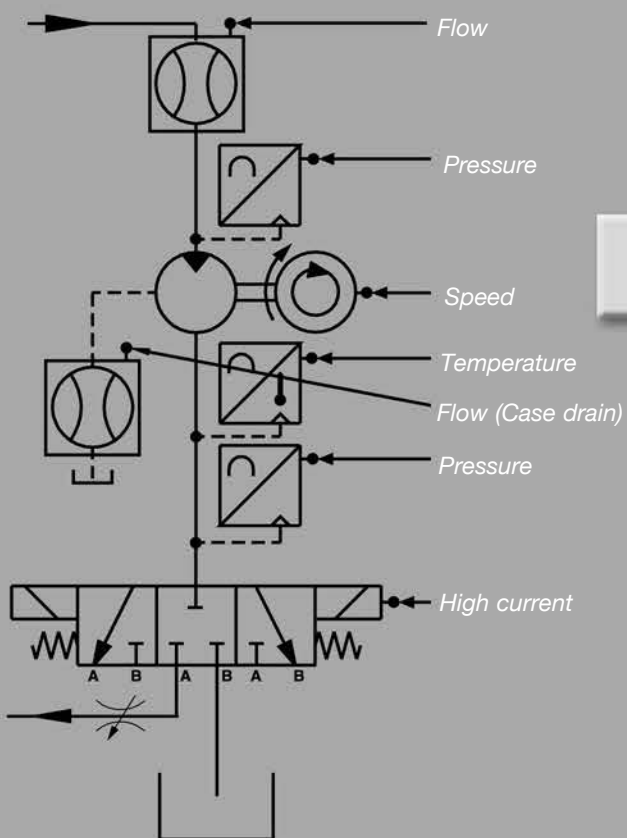 Flow
Pressure
Speed
Temperature
Flow (Case drain)
Pressure
High current
A B A B A B